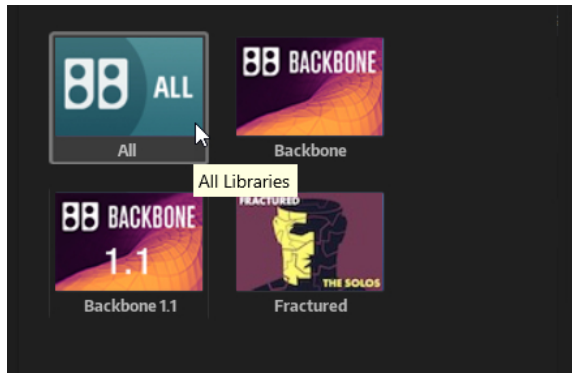 ALL
BACKBONE
All
Backbone
All Libraries
BACKBONE
1.1
FRACTURED
THE SOLOS
Backbone 1.1
Fractured